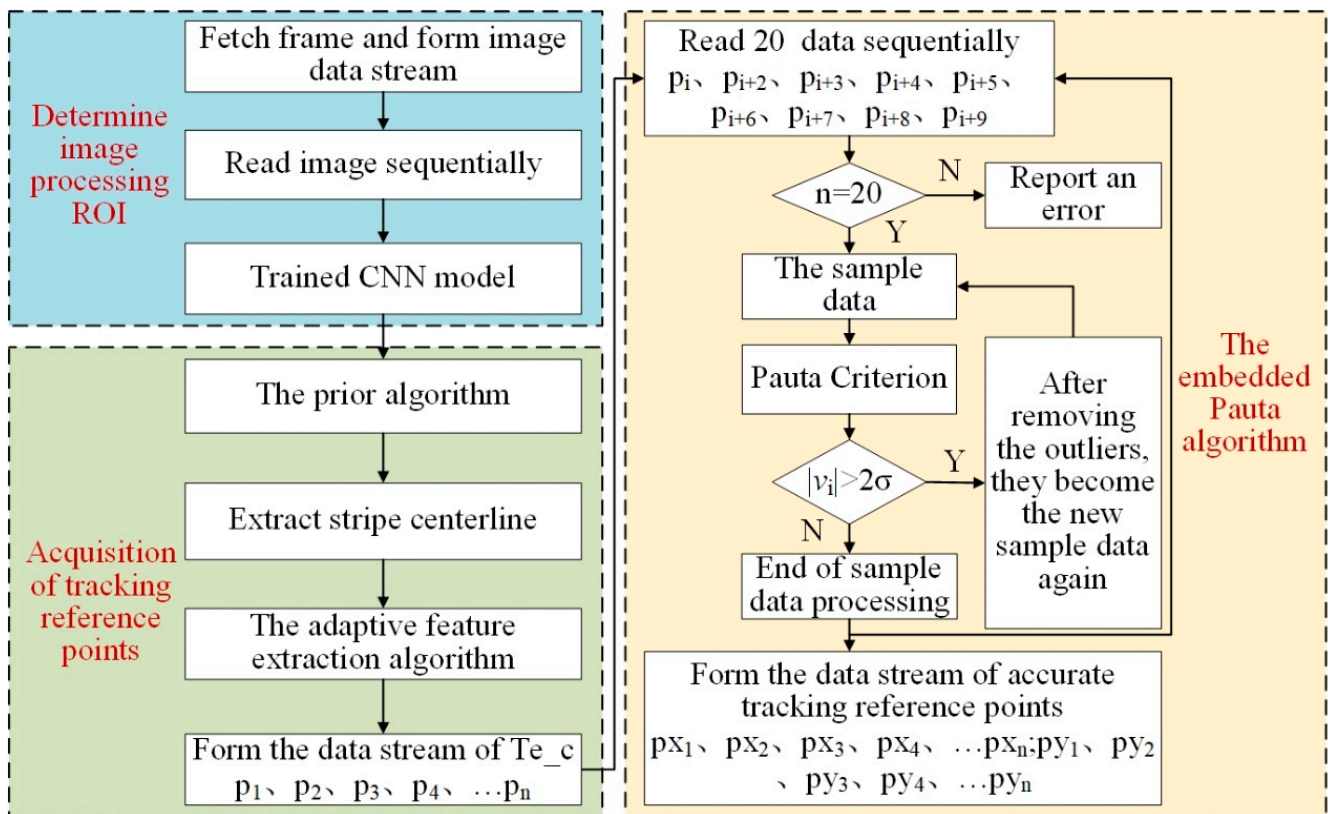 Determine
image
processing
ROI
Fetch frame and form image
data stream
Read image sequentially
Trained CNN model
Acquisition
of tracking
reference
points
The prior algorithm
Extract stripe centerline
The adaptive feature
extraction algorithm
Form the data stream of Te_c
p₁、 p₂、 p₃、 p₄、 …pₙ
Read 20 data sequentially
pᵢ、 pᵢ₊₂、 pᵢ₊₃、 pᵢ₊₄、 pᵢ₊₅、
pᵢ₊₆、 pᵢ₊₇、 pᵢ₊₈、 pᵢ₊₉
n=20
N
Report an
error
Y
The sample
data
Pauta Criterion
|vᵢ|>2σ
Y
N
After
removing
the outliers,
they become
the new
sample data
again
End of sample
data processing
Form the data stream of accurate
tracking reference points
px₁、 px₂、 px₃、 px₄、 …pxₙ;py₁、 py₂
、 py₃、 py₄、 …pyₙ
The
embedded
Pauta
algorithm